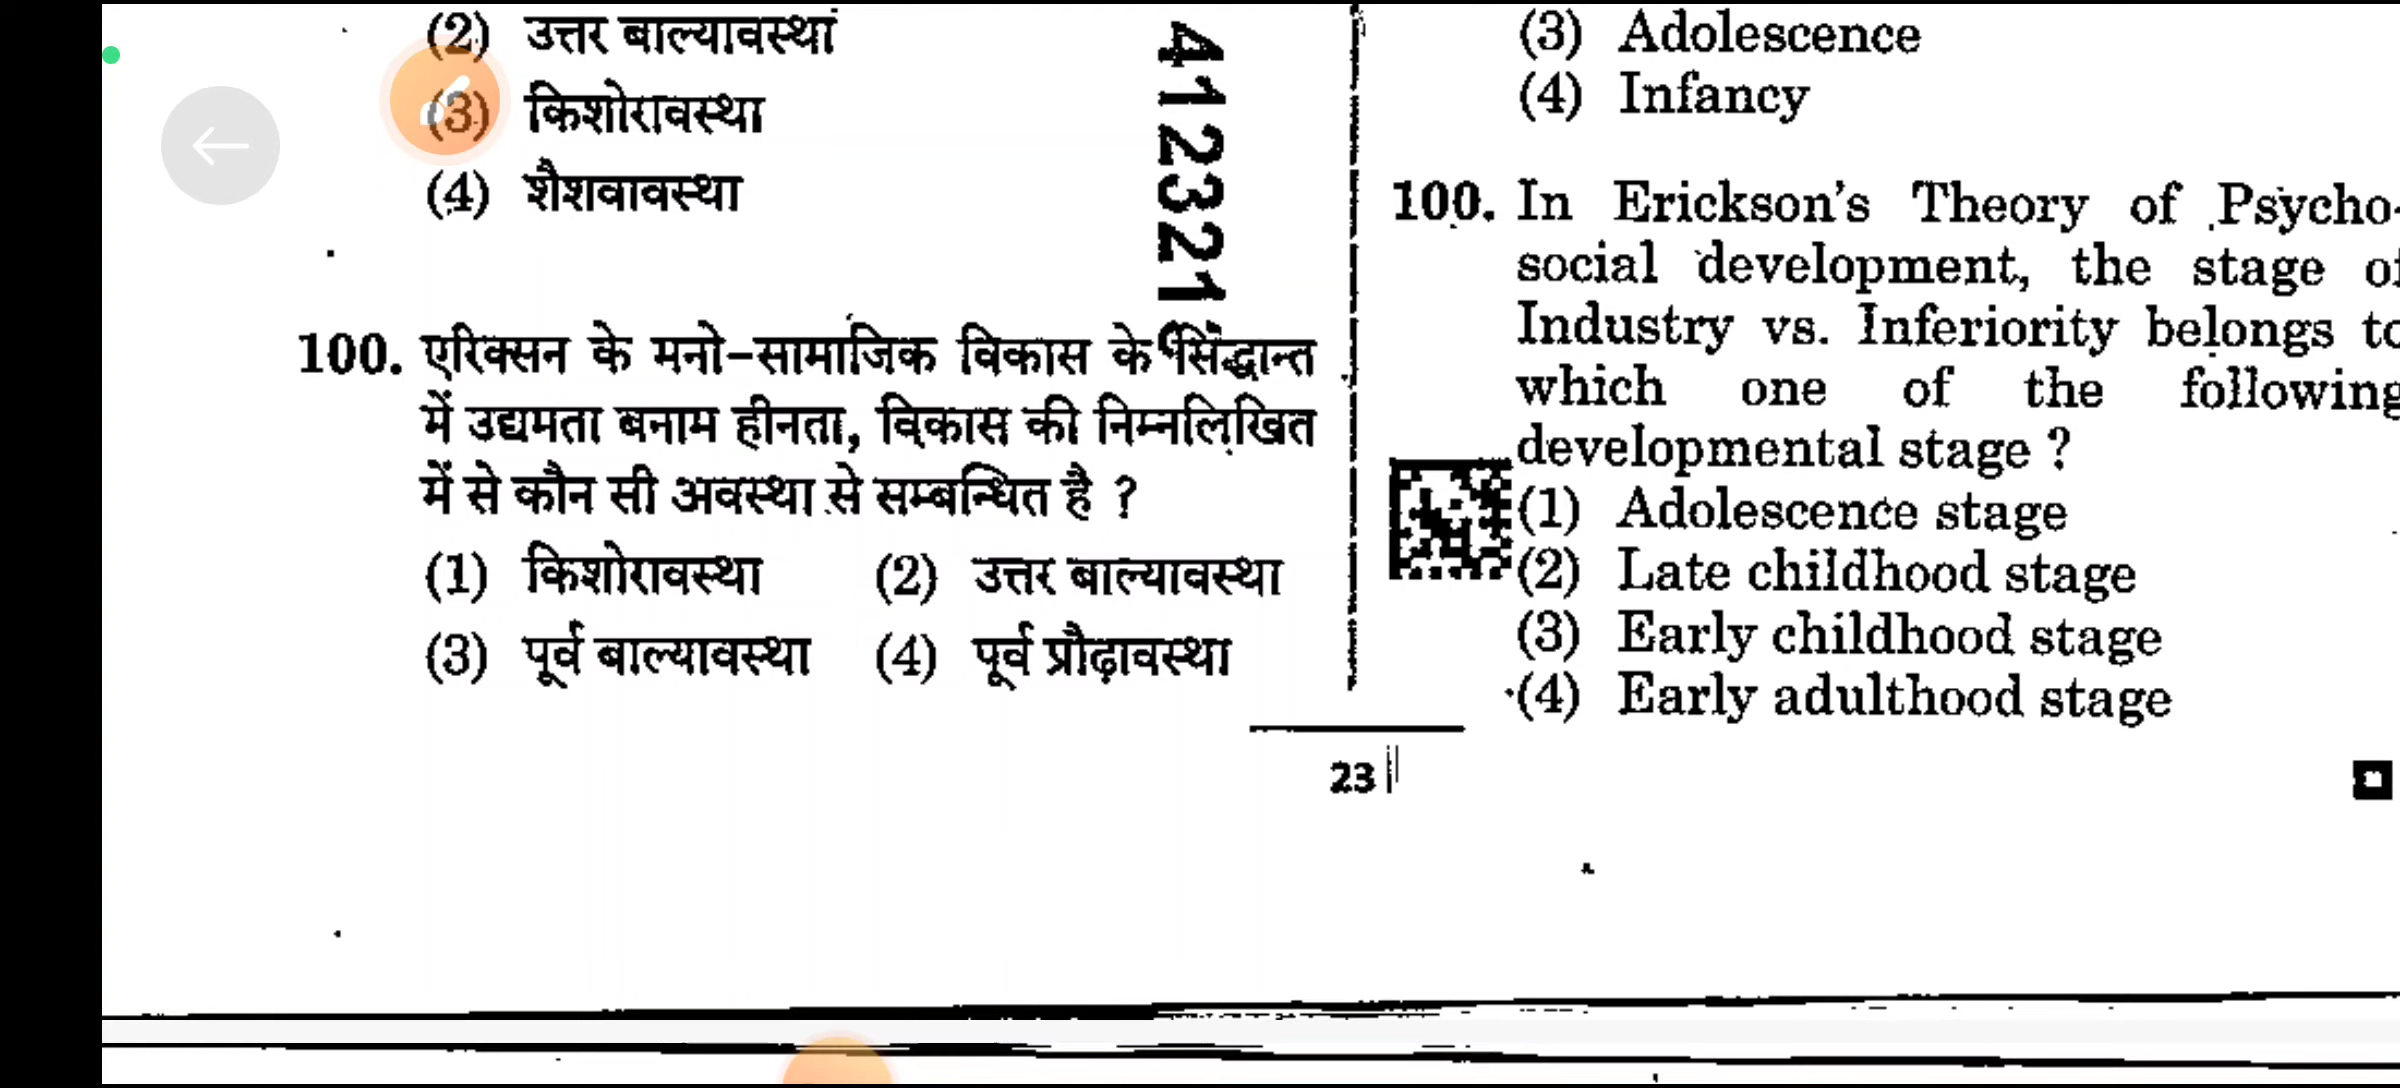 (2) उत्तर बाल्यावस्था
(3) किशोरावस्था
(4) शैशवावस्था
100. एरिक्सन के मनो-सामाजिक विकास के सिद्धान्त
में उद्यमता बनाम हीनता, विकास की निम्नलिखित
में से कौन सी अवस्था से सम्बन्धित है ?
(1) किशोरावस्था (2) उत्तर बाल्यावस्था
(3) पूर्व बाल्यावस्था (4) पूर्व प्रौढ़ावस्था
412321
(3) Adolescence
(4) Infancy
100. In Erickson's Theory of Psycho-
social development, the stage of
Industry vs. Inferiority belongs to
which one of the following
developmental stage ?
(1) Adolescence stage
(2) Late childhood stage
(3) Early childhood stage
(4) Early adulthood stage
23